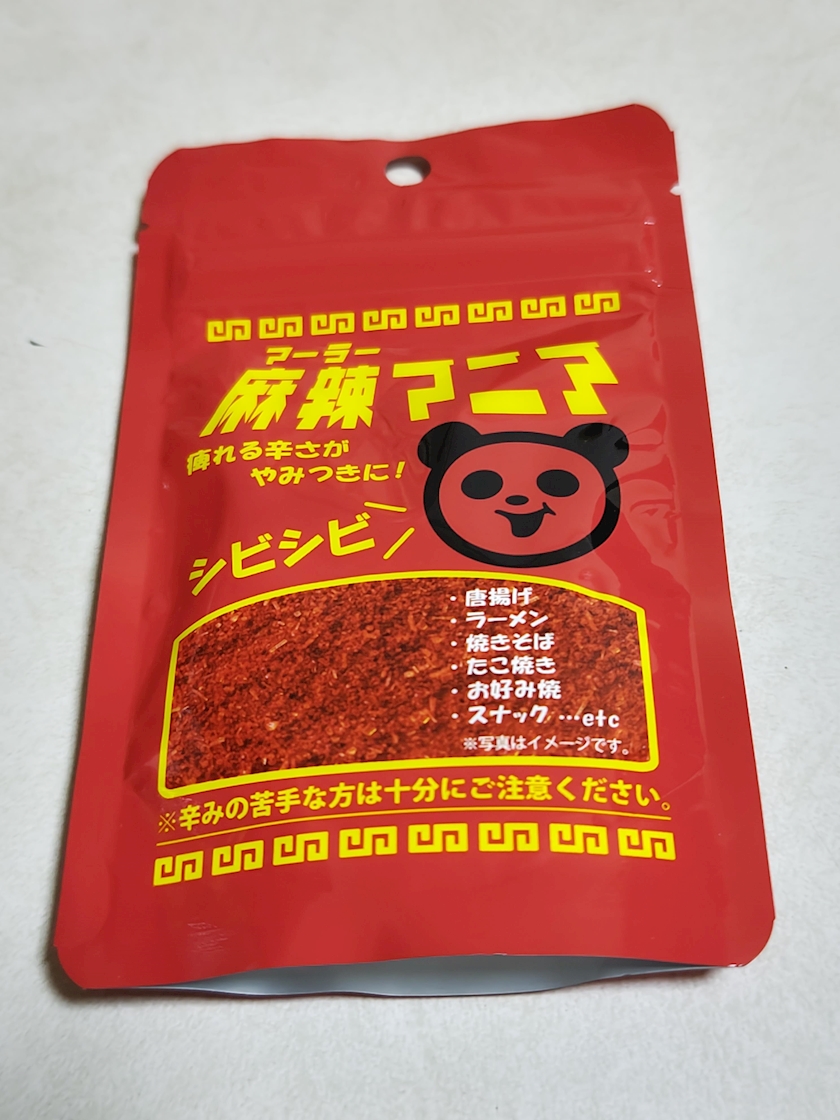 マーラー
麻辣マニア
痺れる辛さが
やみつきに!
シビシビ
・唐揚げ
・ラーメン
・焼きそば
・たこ焼き
・お好み焼
・スナック …etc
※写真はイメージです。
※辛みの苦手な方は十分にご注意ください。